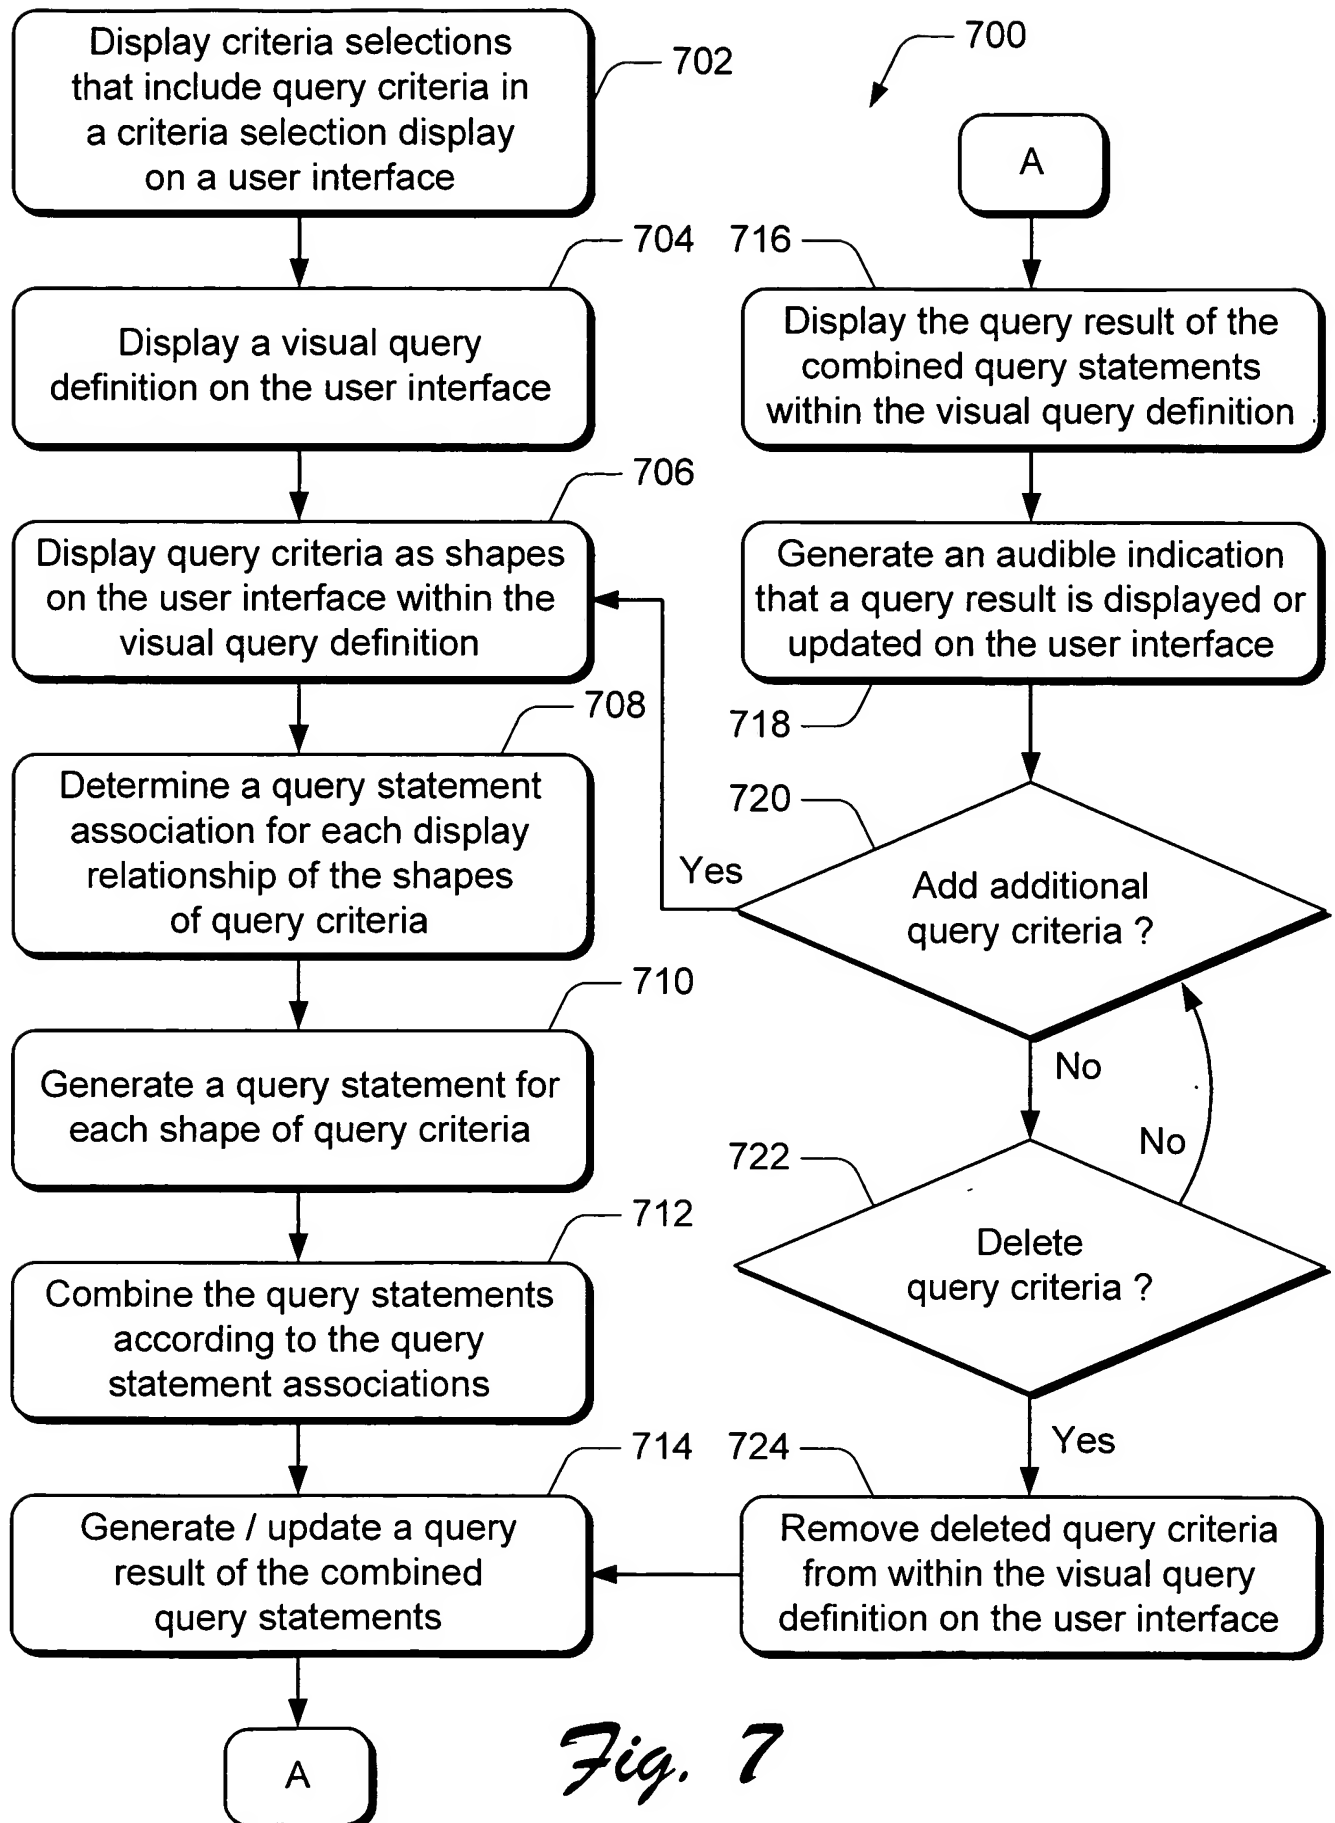 Display criteria selections
that include query criteria in
a criteria selection display
on a user interface
702
704
Display a visual query
definition on the user interface
706
Display query criteria as shapes
on the user interface within the
visual query definition
708
Determine a query statement
association for each display
relationship of the shapes
of query criteria
710
Generate a query statement for
each shape of query criteria
712
Combine the query statements
according to the query
statement associations
714
Generate / update a query
result of the combined
query statements
A
700
A
716
Display the query result of the
combined query statements
within the visual query definition
Generate an audible indication
that a query result is displayed or
updated on the user interface
718
720
Yes
Add additional
query criteria ?
No
No
722
Delete
query criteria ?
Yes
724
Remove deleted query criteria
from within the visual query
definition on the user interface
Fig. 7